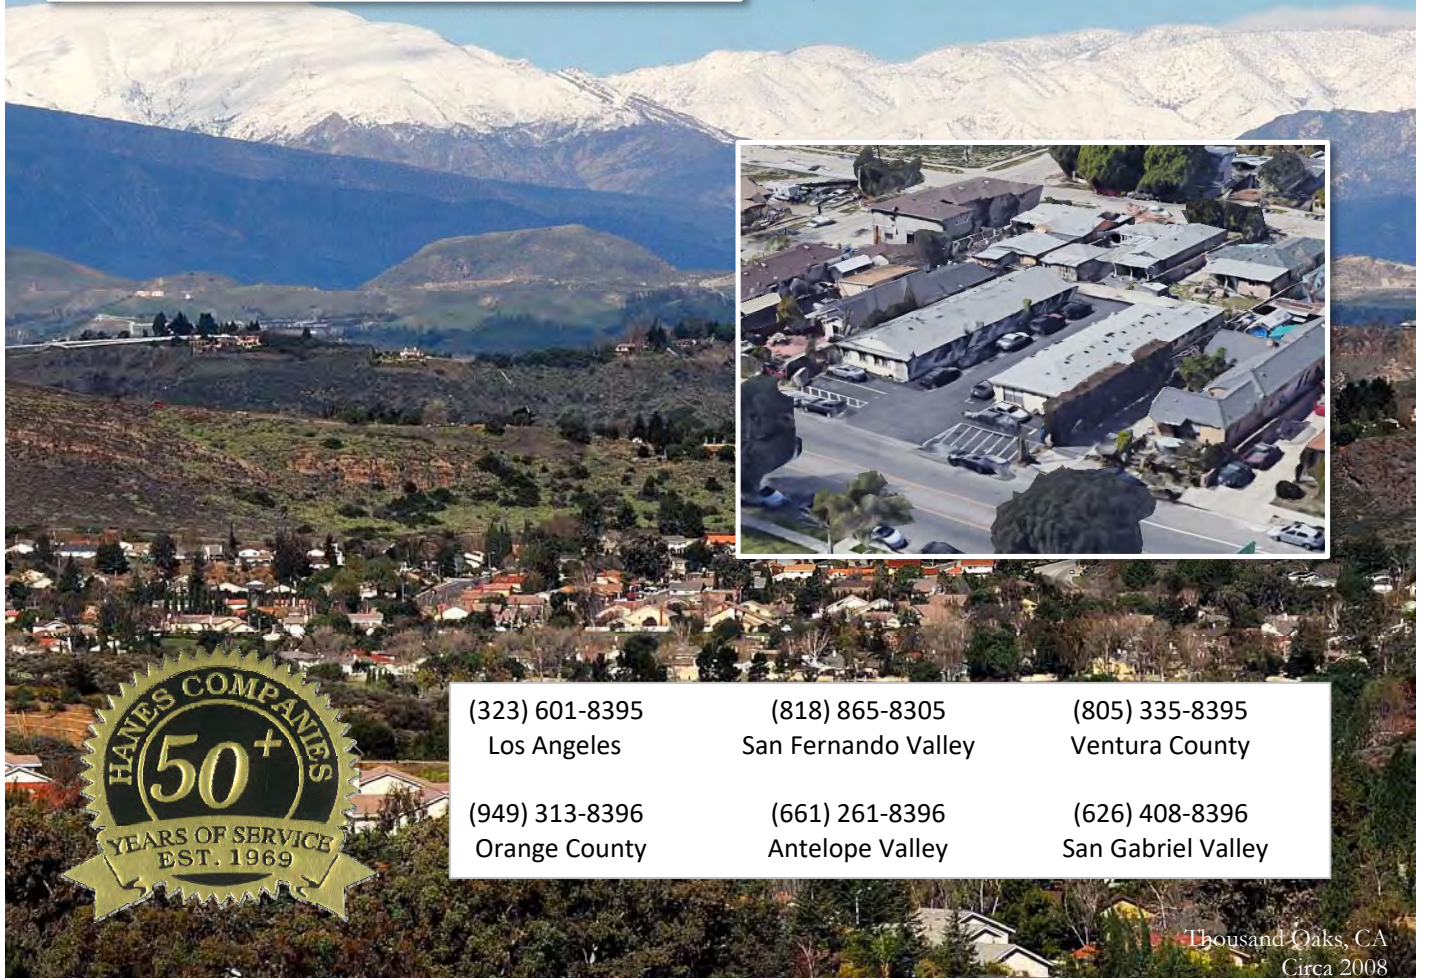 HANES COMPANIES
50+
YEARS OF SERVICE
EST. 1969
(323) 601-8395 (818) 865-8305 (805) 335-8395
Los Angeles San Fernando Valley Ventura County
(949) 313-8396 (661) 261-8396 (626) 408-8396
Orange County Antelope Valley San Gabriel Valley
Thousand Oaks, CA
Circa 2008